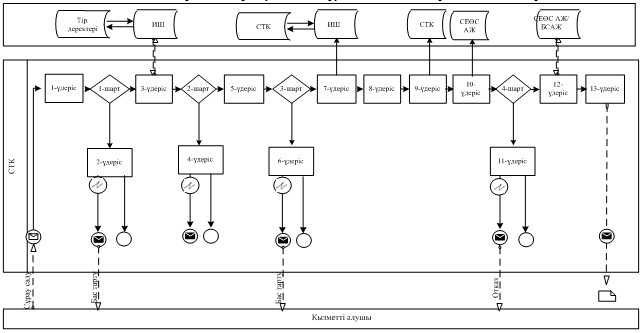 Тір.
деректері
ИШ
СТК
ИШ
СТК
СЕӨС
АЖ
СЕӨС АЖ/
БСАЖ
СТК
1-үдеріс
1-шарт
3-үдеріс
2-шарт
5-үдеріс
3-шарт
7-үдеріс
8-үдеріс
9-үдеріс
10-
үдеріс
4-шарт
12-
үдеріс
13-үдеріс
2-үдеріс
4-үдеріс
6-үдеріс
11-үдеріс
Сұрау салу
Бас тарту
Бас тарту
Отказ
Кызметті алушы